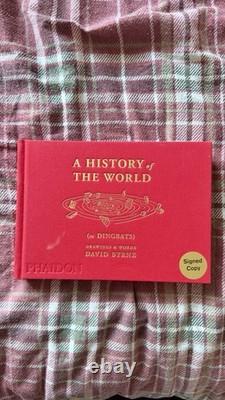 A HISTORY of
THE WORLD
(in DINGBATS)
DRAWINGS & WORDS
DAVID BYRNE
PHAIDON
Signed
Copy